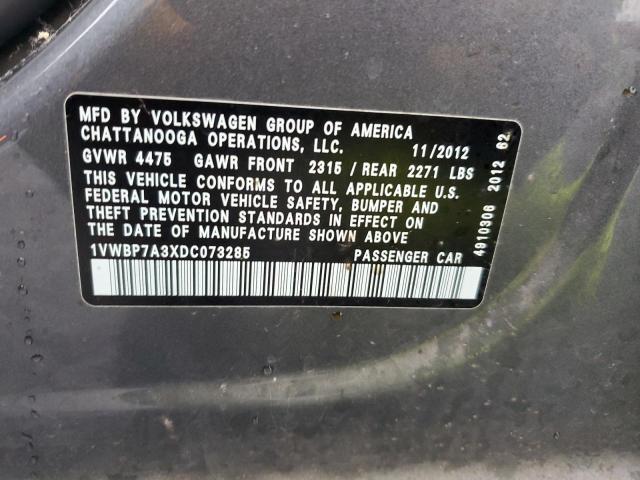 MFD BY VOLKSWAGEN GROUP OF AMERICA
CHATTANOOGA OPERATIONS, LLC. 11/2012
GVWR 4475 GAWR FRONT 2315 / REAR 2271 LBS
THIS VEHICLE CONFORMS TO ALL APPLICABLE U.S.
FEDERAL MOTOR VEHICLE SAFETY, BUMPER AND
THEFT PREVENTION STANDARDS IN EFFECT ON
THE DATE OF MANUFACTURE SHOWN ABOVE
1VWBP7A3XDC073285 PASSENGER CAR
4910306 2012 62